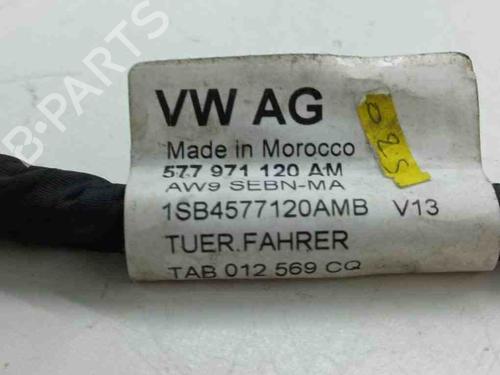 B-PARTS
VW AG
Made in Morocco
577 971 120 AM
AW9 SEBN-MA
1SB4577120AMB V13
TUER.FAHRER
TAB 012 569 CQ